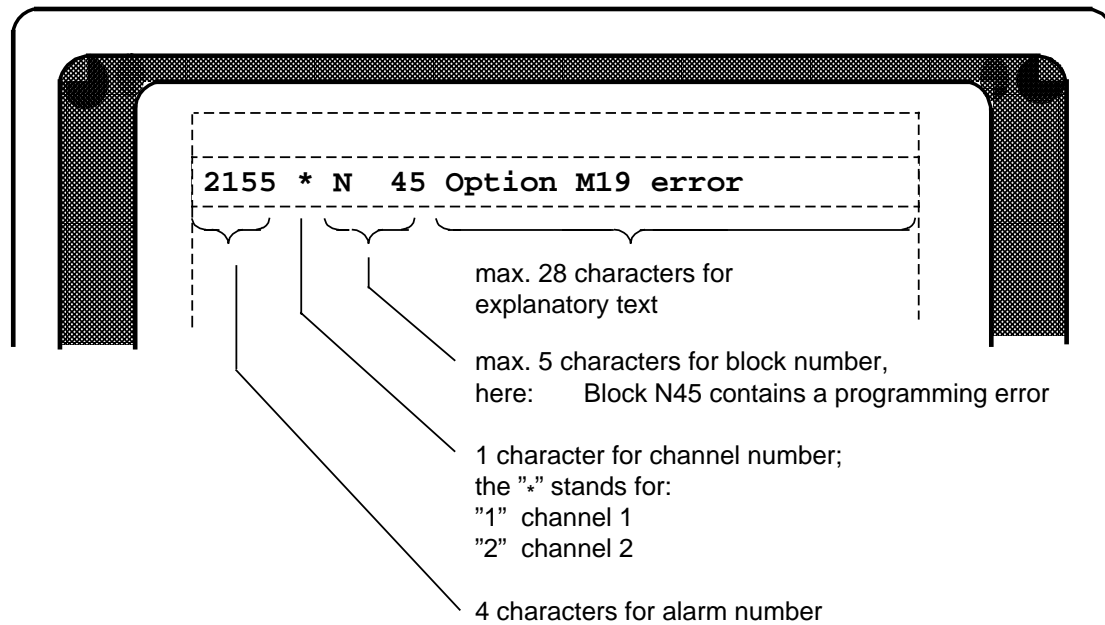 2155 * N  45 Option M19 error
max. 28 characters for
explanatory text
max. 5 characters for block number,
here: Block N45 contains a programming error
1 character for channel number;
the ”*” stands for:
”1” channel 1
”2” channel 2
4 characters for alarm number